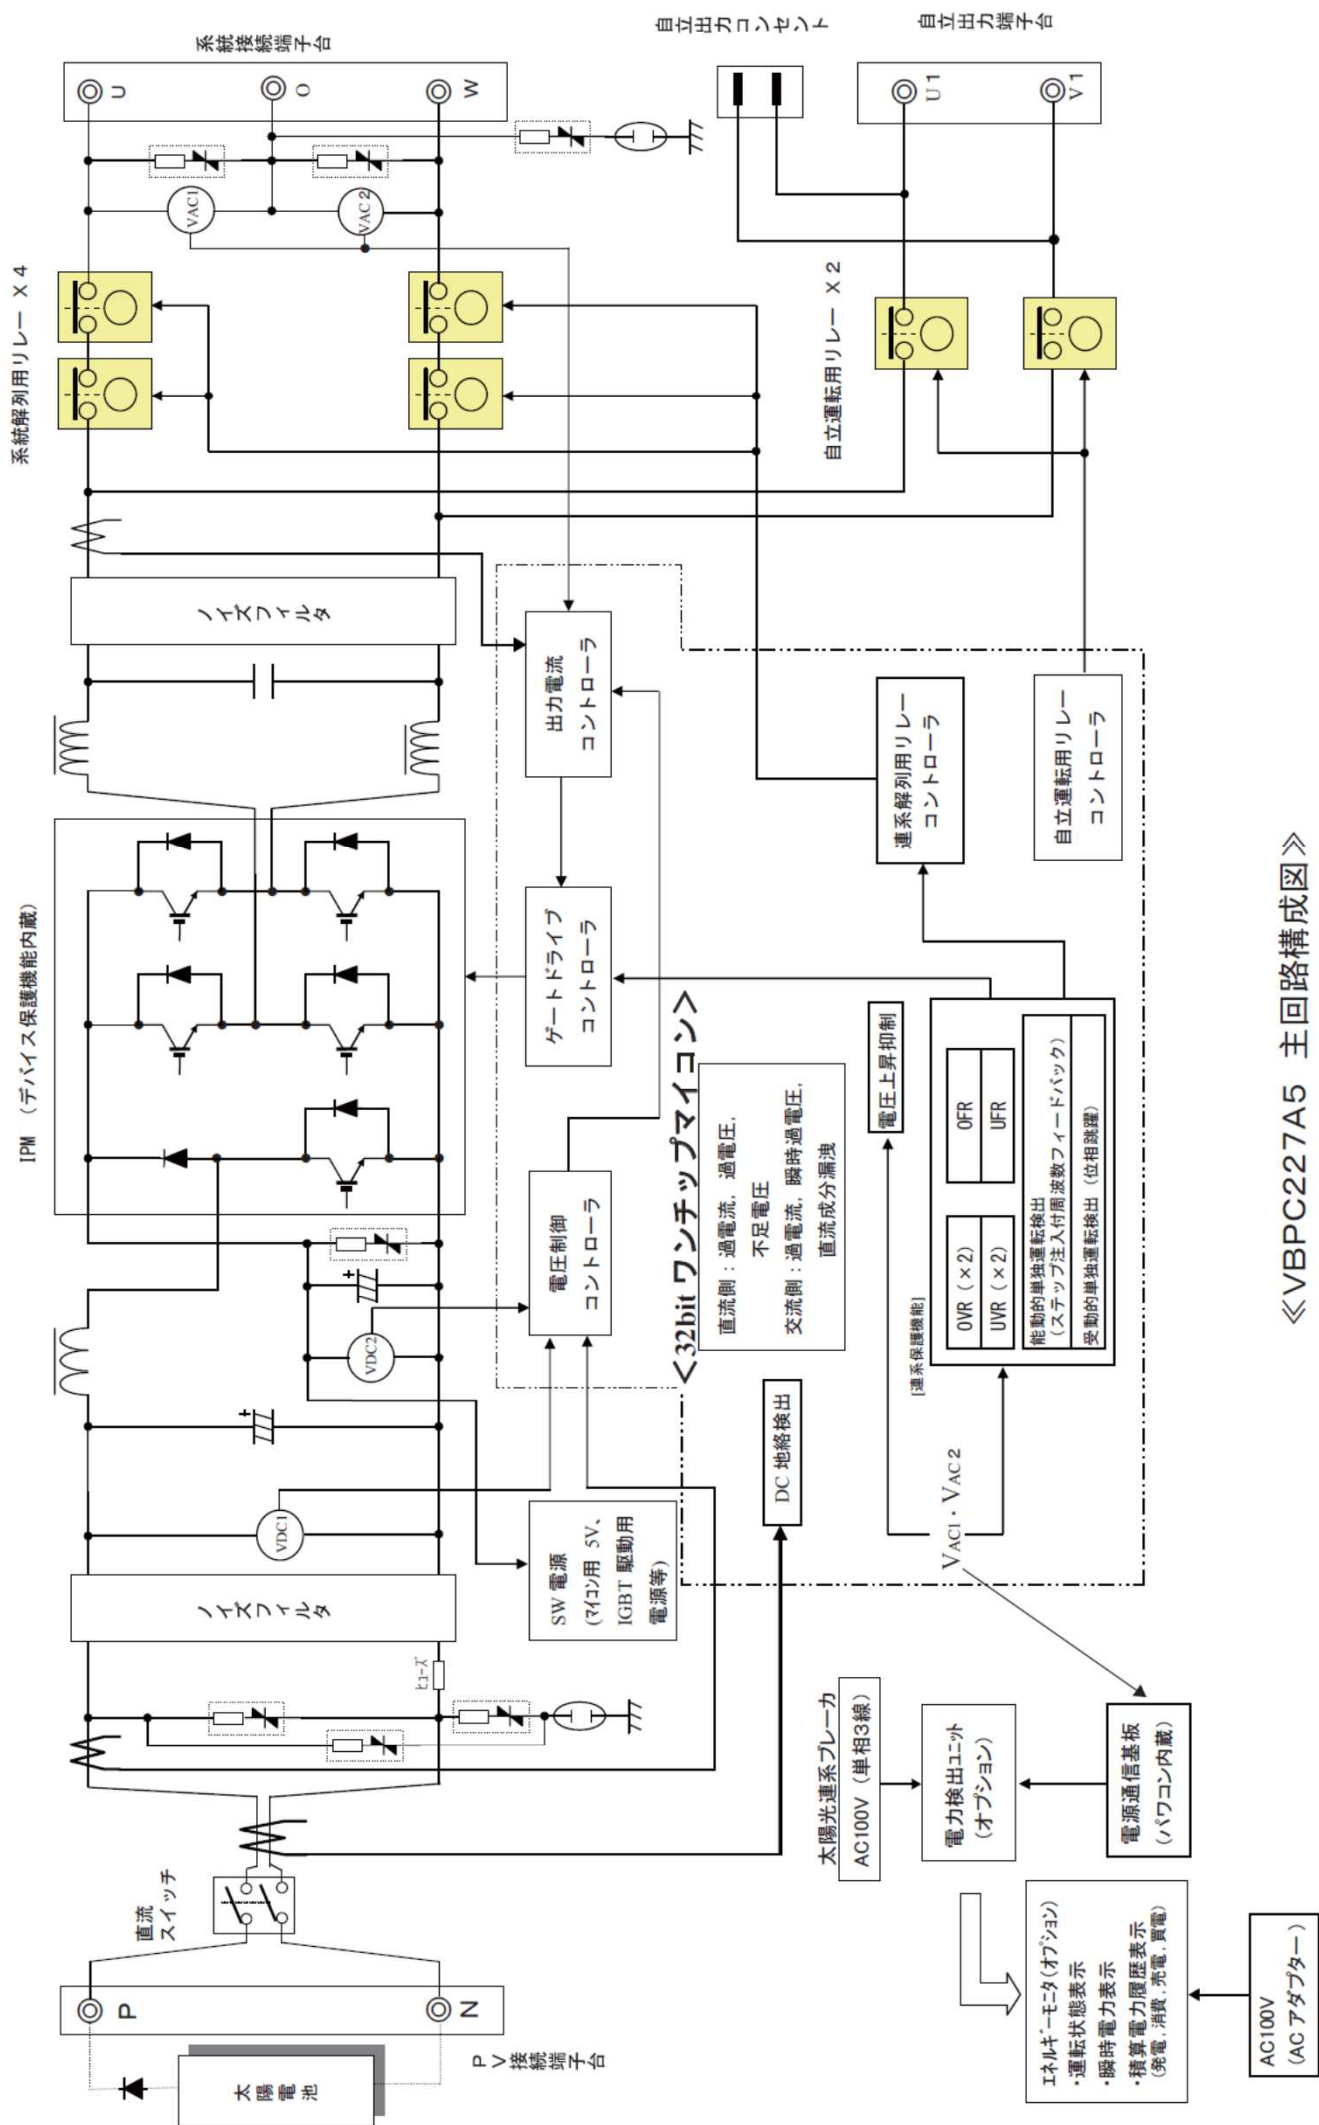 系統接続端子台
U
O
W
自立出力コンセント
自立出力端子台
U1
V1
VAC1
VAC 2
系統解列用リレー X 4
自立運転用リレー X 2
ノイズフィルタ
IPM (デバイス保護機能内蔵)
出力電流
コントローラ
ゲートドライブ
コントローラ
電圧制御
コントローラ
連系解列用リレー
コントローラ
自立運転用リレー
コントローラ
<32bit ワンチップマイコン>
直流側:過電流,過電圧,
不足電圧
交流側:過電流,瞬時過電圧,
直流成分漏洩
電圧上昇抑制
[連系保護機能]
OVR (×2)
OFR
UVR (×2)
UFR
能動的単独運転検出
(ステップ注入付周波数フィードバック)
受動的単独運転検出 (位相跳躍)
VDC2
VDC1
DC 地絡検出
VAC1・VAC 2
SW 電源
(マイコン用 5V、
IGBT 駆動用
電源等)
ノイズフィルタ
ヒューズ
直流
スイッチ
P
N
PV接続端子台
太陽電池
太陽光連系ブレーカ
AC100V (単相3線)
電力検出ユニット
(オプション)
電源通信基板
(パワコン内蔵)
エネルギーモニタ(オプション)
・運転状態表示
・瞬時電力表示
・積算電力履歴表示
(発電,消費,売電,買電)
AC100V
(AC アダプター)
≪VBPC227A5 主回路構成図≫